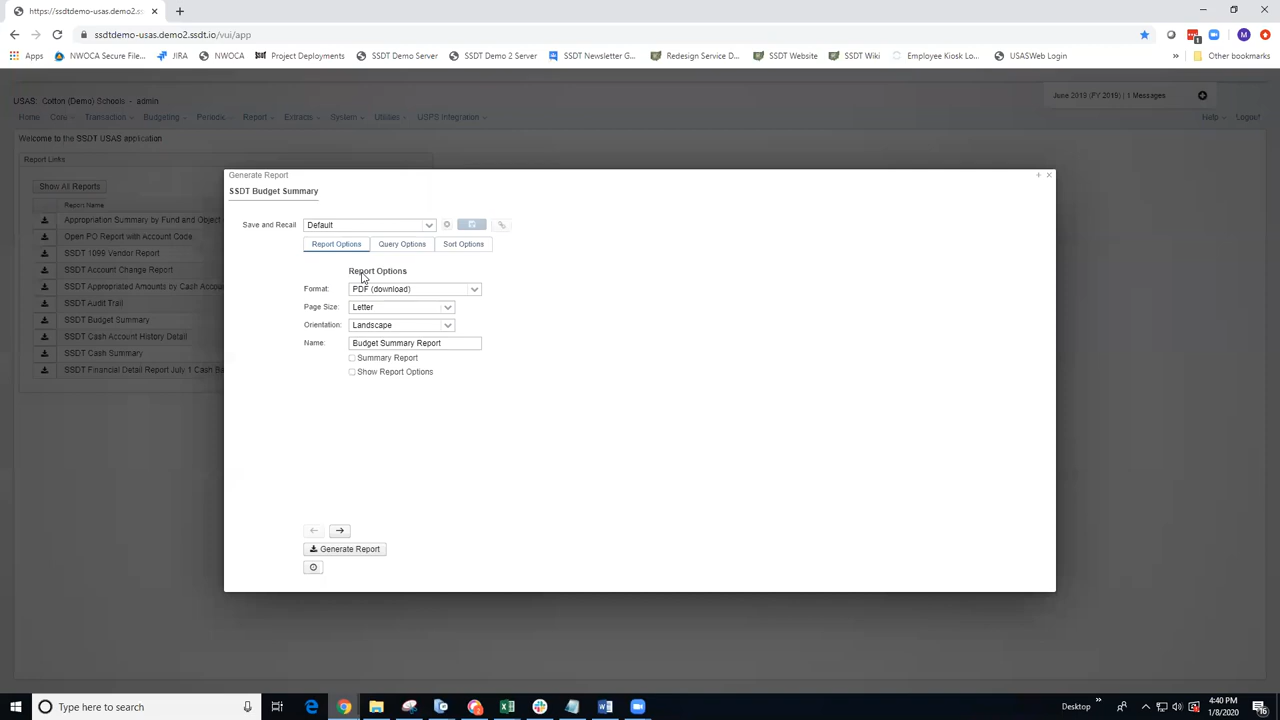 https://ssdtdemo-usas.demo2.ssdt.io/
ssdtdemo-usas.demo2.ssdt.io/vui/app
Apps NWOCA Secure File... JIRA NWOCA Project Deployments SSDT Demo Server SSDT Demo 2 Server SSDT Newsletter G... Redesign Service D... SSDT Website SSDT Wiki Employee Kiosk Lo... USASWeb Login » Other bookmarks
USAS: Cotton (Demo) Schools - admin
June 2019 (FY 2019) | 1 Messages
Home Core Transaction Budgeting Periodic Report Extracts System Utilities USPS Integration Help Logout
Welcome to the SSDT USAS application
Report Links
Show All Reports
Report Name
Appropriation Summary by Fund and Object
Open PO Report with Account Code
SSDT 1099 Vendor Report
SSDT Account Change Report
SSDT Appropriated Amounts by Cash Acc
SSDT Audit Trail
SSDT Budget Summary
SSDT Cash Account History Detail
SSDT Cash Summary
SSDT Financial Detail Report July 1 Cash Ba
Generate Report
SSDT Budget Summary
Save and Recall Default
Report Options Query Options Sort Options
Report Options
Format: PDF (download)
Page Size: Letter
Orientation: Landscape
Name: Budget Summary Report
Summary Report
Show Report Options
Generate Report
Type here to search
Desktop »
4:40 PM
1/8/2020